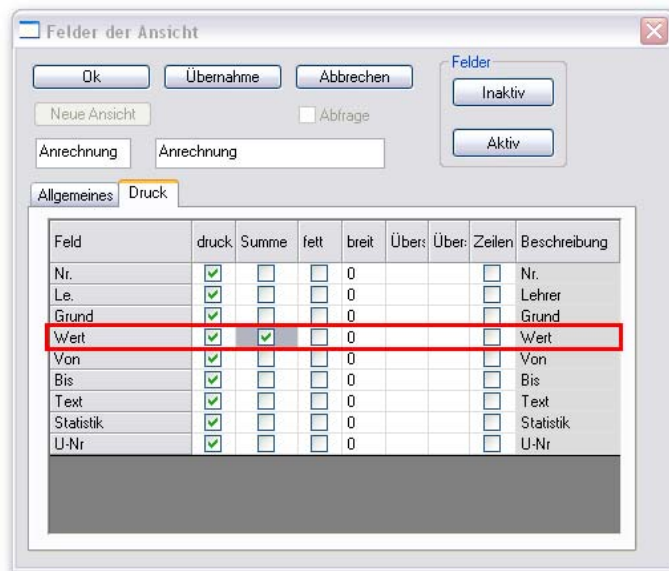 Felder der Ansicht
Ok Übernahme Abbrechen
Felder
Inaktiv
Neue Ansicht Abfrage
Aktiv
Anrechnung Anrechnung
Allgemeines Druck
Feld druck Summe fett breit Übers Über: Zeilen Beschreibung
Nr. 0 Nr.
Le. 0 Lehrer
Grund 0 Grund
Wert 0 Wert
Von 0 Von
Bis 0 Bis
Text 0 Text
Statistik 0 Statistik
U-Nr 0 U-Nr